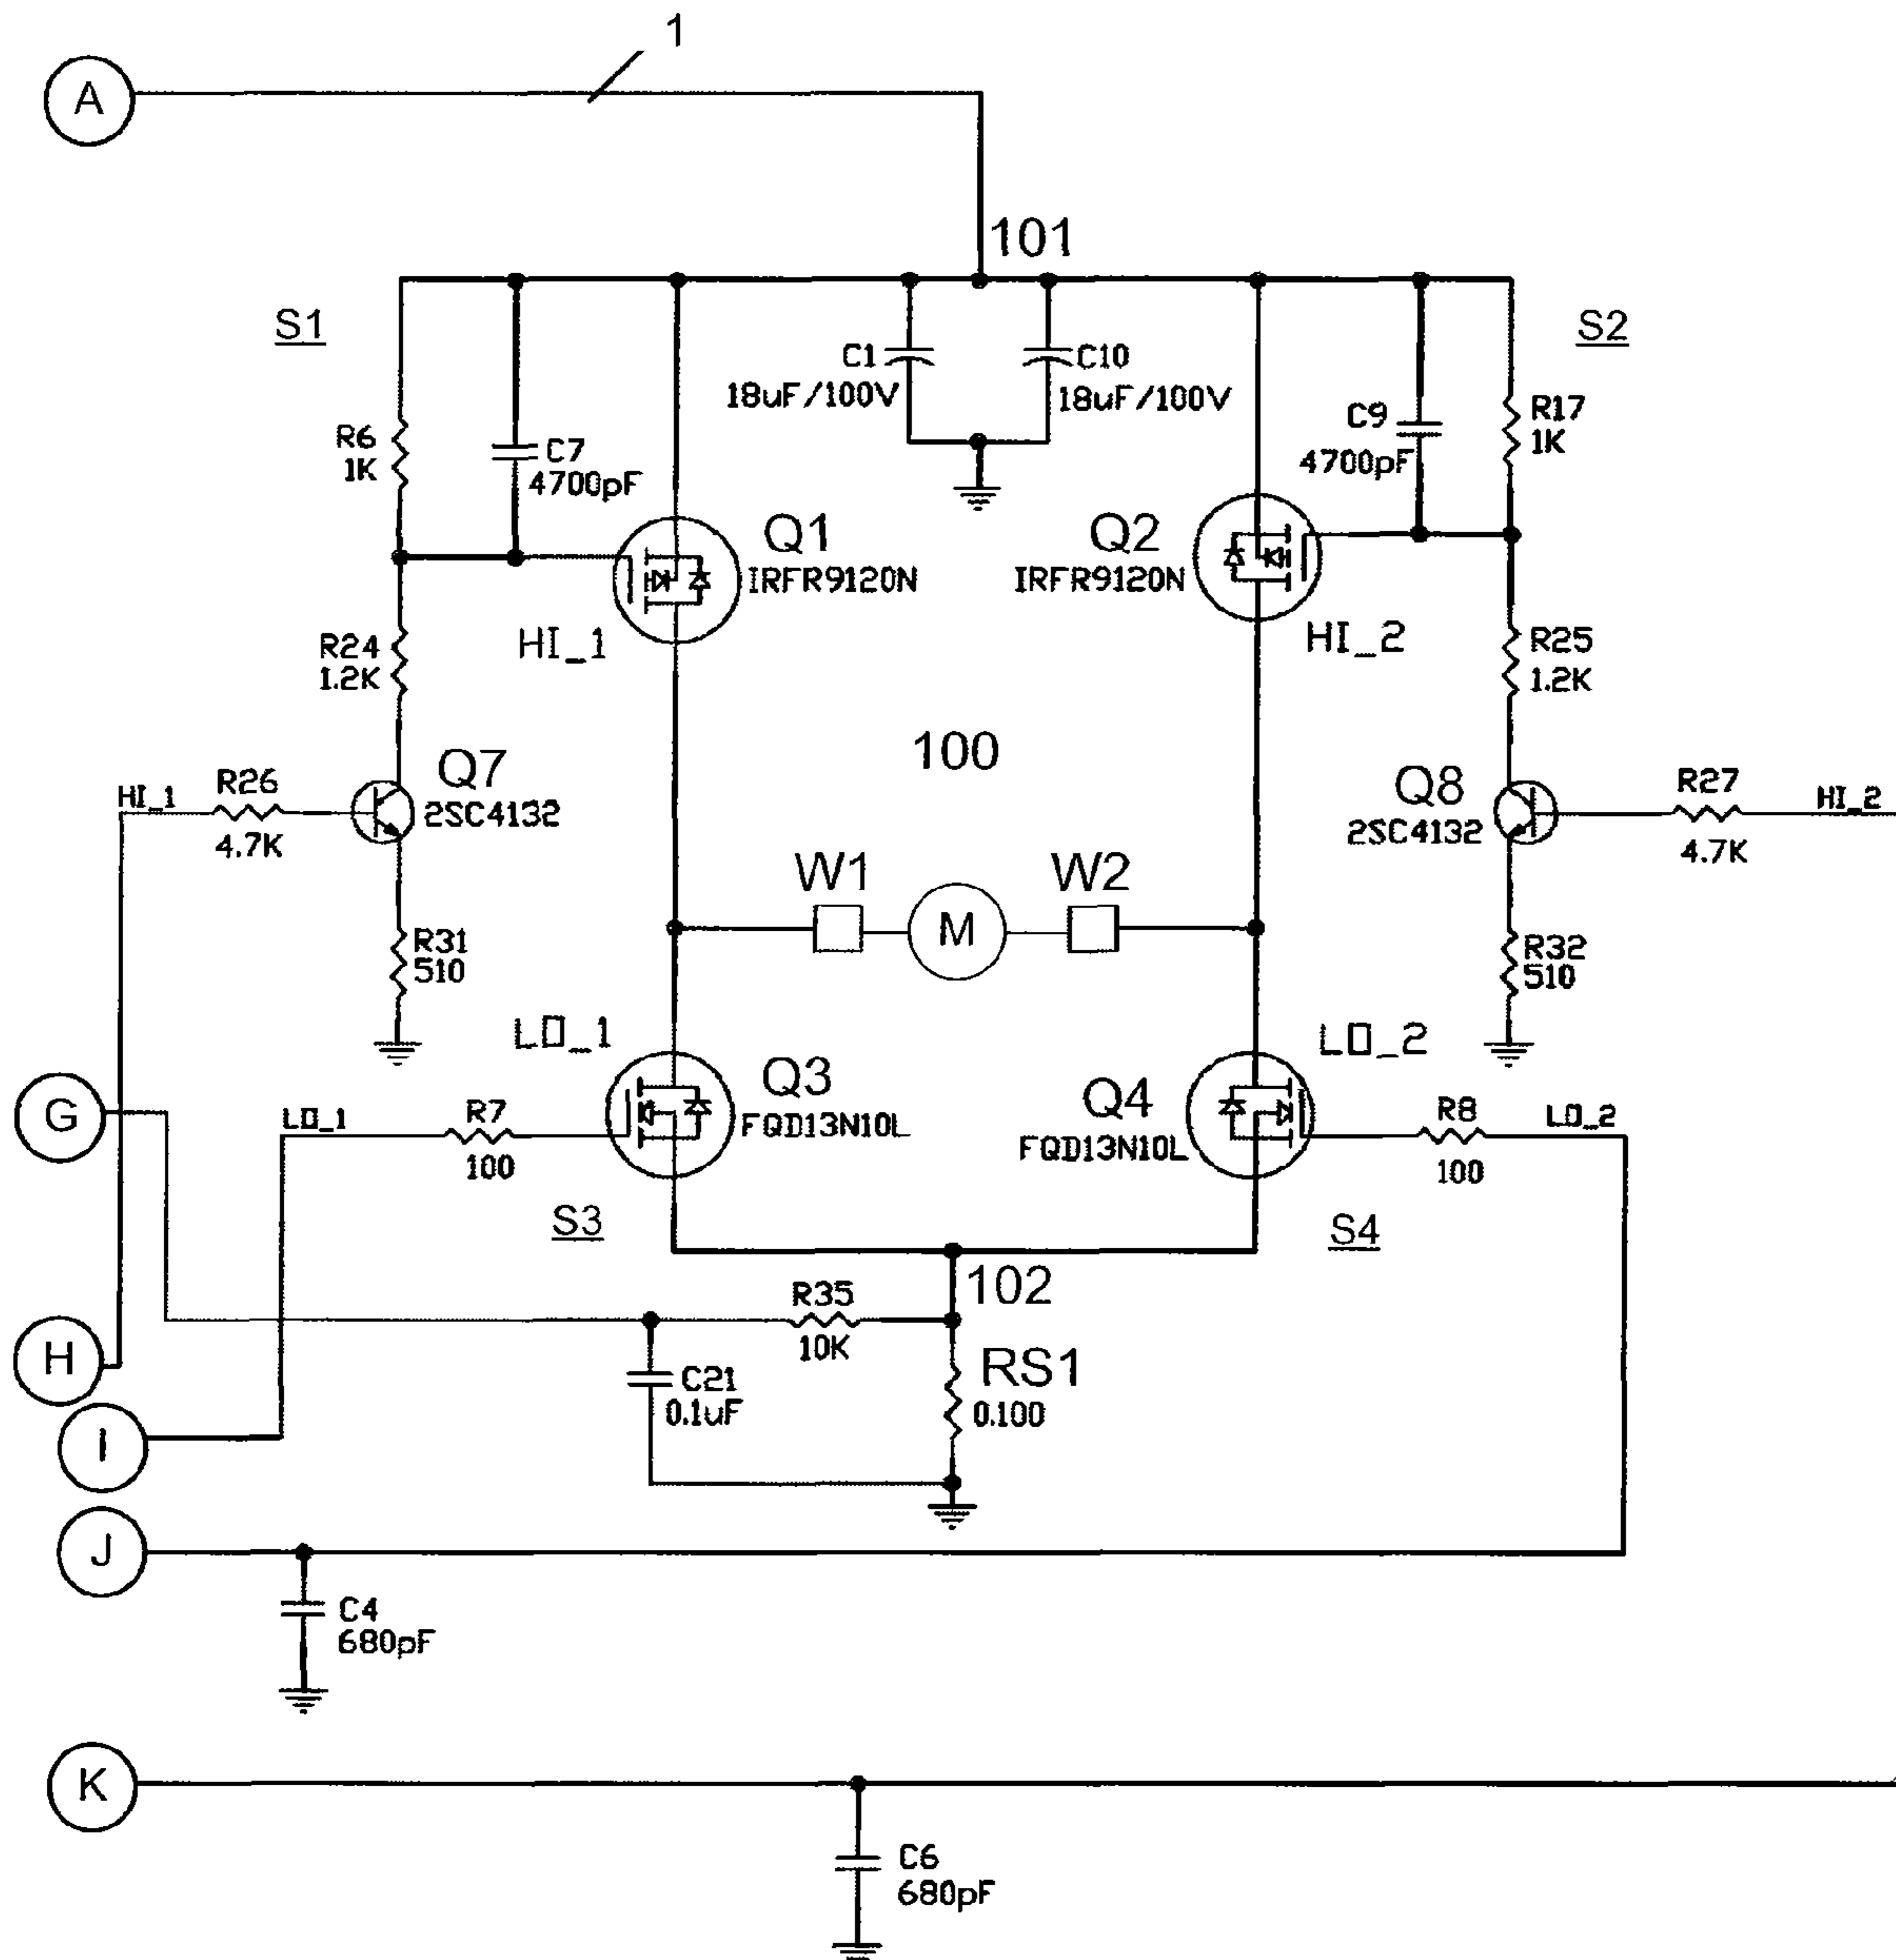 1
A
101
S1
S2
C1
18uF/100V
C10
18uF/100V
R6
1K
C7
4700pF
C9
4700pF
R17
1K
Q1
IRFR9120N
Q2
IRFR9120N
HI_1
HI_2
R24
1.2K
R25
1.2K
100
HI_1
R26
4.7K
Q7
2SC4132
Q8
2SC4132
R27
4.7K
HI_2
W1
M
W2
R31
510
R32
510
LO_1
LO_2
G
LO_1
R7
100
Q3
FQD13N10L
Q4
FQD13N10L
R8
100
LO_2
S3
S4
102
R35
10K
H
C21
0.1uF
RS1
0.100
I
J
C4
680pF
K
C6
680pF